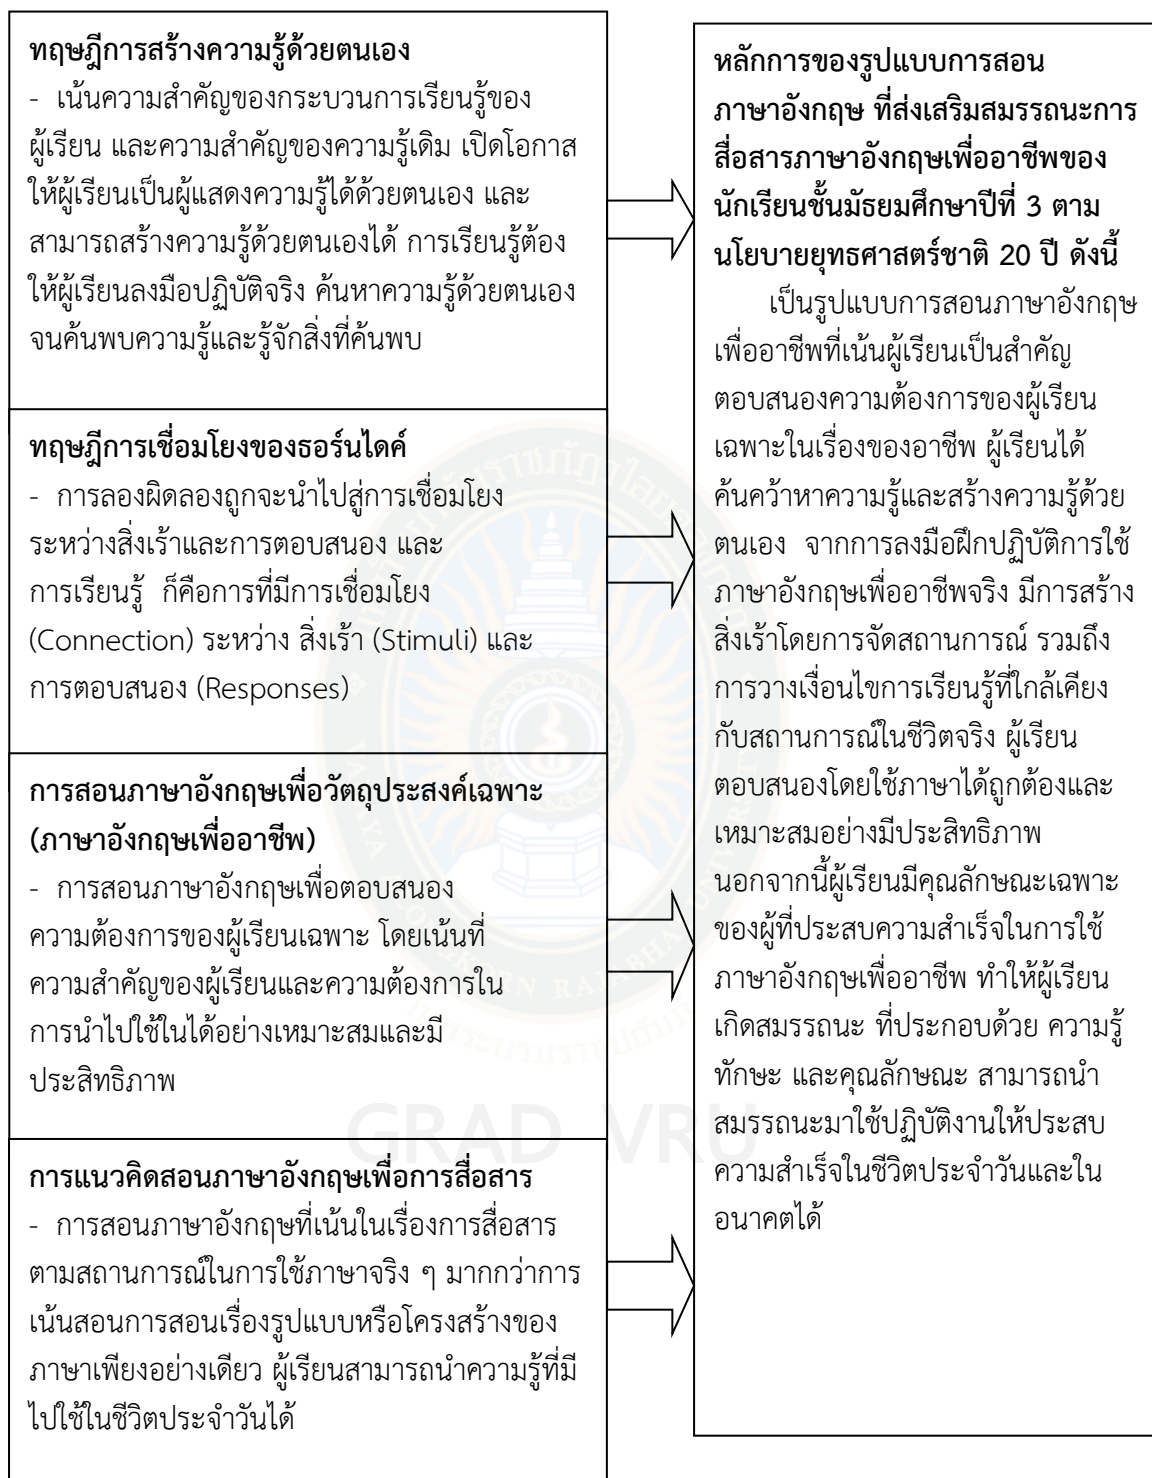 ทฤษฎีการสร้างความรู้ด้วยตนเอง
- เน้นความสำคัญของกระบวนการเรียนรู้ของ
ผู้เรียน และความสำคัญของความรู้เดิม เปิดโอกาส
ให้ผู้เรียนเป็นผู้แสดงความรู้ได้ด้วยตนเอง และ
สามารถสร้างความรู้ด้วยตนเองได้ การเรียนรู้ต้อง
ให้ผู้เรียนลงมือปฏิบัติจริง ค้นหาความรู้ด้วยตนเอง
จนค้นพบความรู้และรู้จักสิ่งที่ค้นพบ
ทฤษฎีการเชื่อมโยงของธอร์นไดค์
- การลองผิดลองถูกจะนำไปสู่การเชื่อมโยง
ระหว่างสิ่งเร้าและการตอบสนอง และ
การเรียนรู้ ก็คือการที่มีการเชื่อมโยง
(Connection) ระหว่าง สิ่งเร้า (Stimuli) และ
การตอบสนอง (Responses)
การสอนภาษาอังกฤษเพื่อวัตถุประสงค์เฉพาะ
(ภาษาอังกฤษเพื่ออาชีพ)
- การสอนภาษาอังกฤษเพื่อตอบสนอง
ความต้องการของผู้เรียนเฉพาะ โดยเน้นที่
ความสำคัญของผู้เรียนและความต้องการใน
การนำไปใช้ในได้อย่างเหมาะสมและมี
ประสิทธิภาพ
การแนวคิดสอนภาษาอังกฤษเพื่อการสื่อสาร
- การสอนภาษาอังกฤษที่เน้นในเรื่องการสื่อสาร
ตามสถานการณ์ในการใช้ภาษาจริง ๆ มากกว่าการ
เน้นสอนการสอนเรื่องรูปแบบหรือโครงสร้างของ
ภาษาเพียงอย่างเดียว ผู้เรียนสามารถนำความรู้ที่มี
ไปใช้ในชีวิตประจำวันได้
หลักการของรูปแบบการสอน
ภาษาอังกฤษ ที่ส่งเสริมสมรรถนะการ
สื่อสารภาษาอังกฤษเพื่ออาชีพของ
นักเรียนชั้นมัธยมศึกษาปีที่ 3 ตาม
นโยบายยุทธศาสตร์ชาติ 20 ปี ดังนี้
เป็นรูปแบบการสอนภาษาอังกฤษ
เพื่ออาชีพที่เน้นผู้เรียนเป็นสำคัญ
ตอบสนองความต้องการของผู้เรียน
เฉพาะในเรื่องของอาชีพ ผู้เรียนได้
ค้นคว้าหาความรู้และสร้างความรู้ด้วย
ตนเอง จากการลงมือฝึกปฏิบัติการใช้
ภาษาอังกฤษเพื่ออาชีพจริง มีการสร้าง
สิ่งเร้าโดยการจัดสถานการณ์ รวมถึง
การวางเงื่อนไขการเรียนรู้ที่ใกล้เคียง
กับสถานการณ์ในชีวิตจริง ผู้เรียน
ตอบสนองโดยใช้ภาษาได้ถูกต้องและ
เหมาะสมอย่างมีประสิทธิภาพ
นอกจากนี้ผู้เรียนมีคุณลักษณะเฉพาะ
ของผู้ที่ประสบความสำเร็จในการใช้
ภาษาอังกฤษเพื่ออาชีพ ทำให้ผู้เรียน
เกิดสมรรถนะ ที่ประกอบด้วย ความรู้
ทักษะ และคุณลักษณะ สามารถนำ
สมรรถนะมาใช้ปฏิบัติงานให้ประสบ
ความสำเร็จในชีวิตประจำวันและใน
อนาคตได้
GRAD VRU